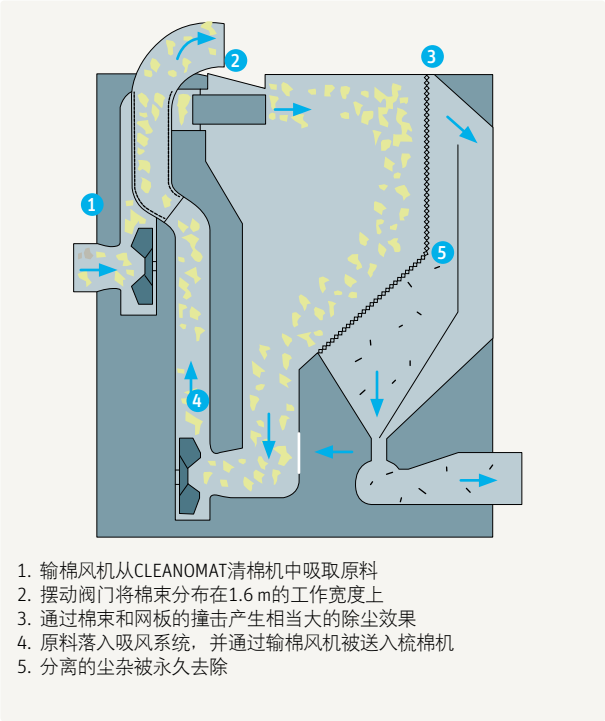 2
3
1
5
4
1. 输棉风机从CLEANOMAT清棉机中吸取原料
2. 摆动阀门将棉束分布在1.6 m的工作宽度上
3. 通过棉束和网板的撞击产生相当大的除尘效果
4. 原料落入吸风系统，并通过输棉风机被送入梳棉机
5. 分离的尘杂被永久去除